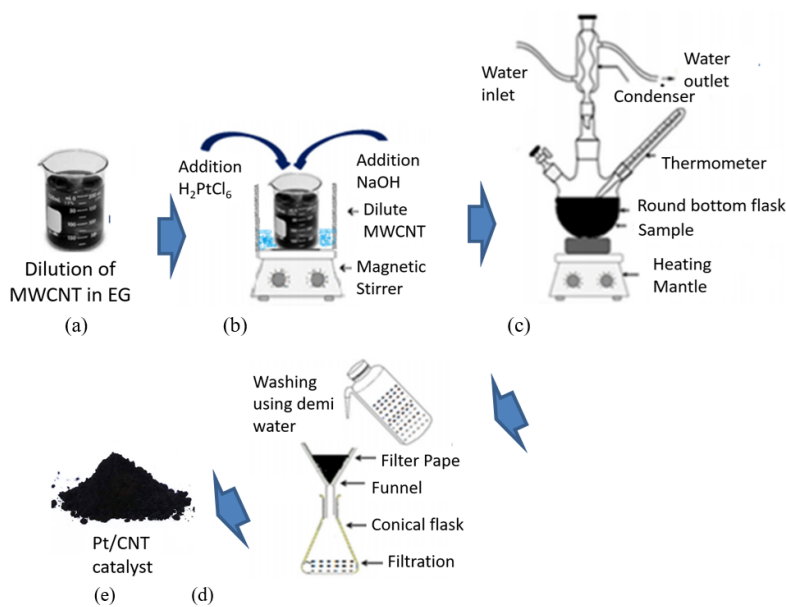 Dilution of
MWCNT in EG
(a)
Addition
H₂PtCl₆
Addition
NaOH
Dilute
MWCNT
Magnetic
Stirrer
(b)
Water
inlet
Water
outlet
Condenser
Thermometer
Round bottom flask
Sample
Heating
Mantle
(c)
Washing
using demi
water
Filter Pape
Funnel
Conical flask
Filtration
(d)
Pt/CNT
catalyst
(e)